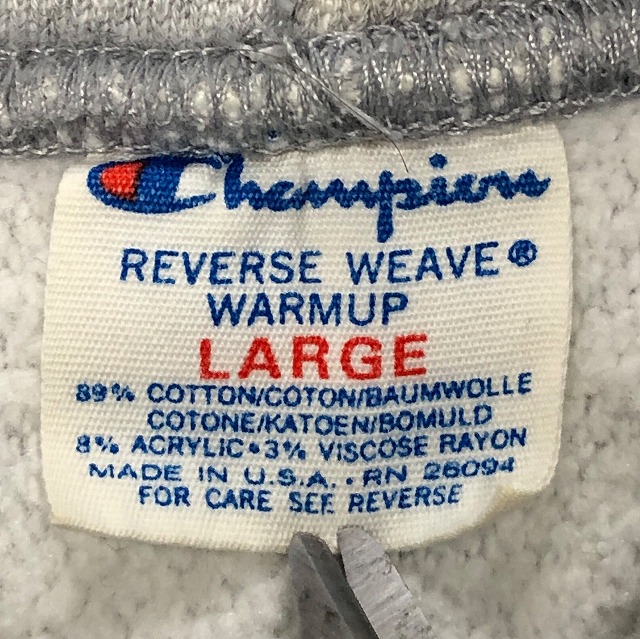 Champion
REVERSE WEAVE®
WARMUP
LARGE
89% COTTON/COTON/BAUMWOLLE
COTONE/KATOEN/BOMULD
8% ACRYLIC•3% VISCOSE RAYON
MADE IN U.S.A.•RN 26094
FOR CARE SEE REVERSE